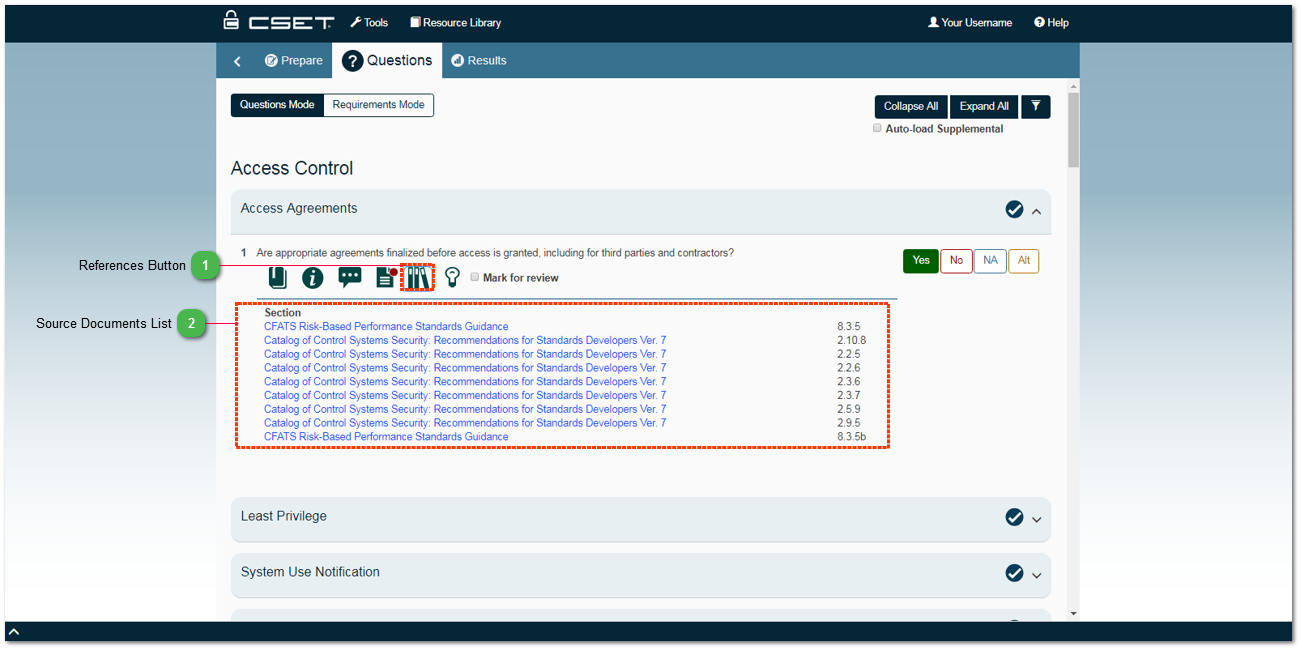 CSET Tools Resource Library Your Username Help
Prepare Questions Results
Questions Mode Requirements Mode Collapse All Expand All
Auto-load Supplemental
Access Control
Access Agreements
1 Are appropriate agreements finalized before access is granted, including for third parties and contractors? Yes No NA Alt
References Button 1
Mark for review
Source Documents List 2
Section
CFATS Risk-Based Performance Standards Guidance 8.3.5
Catalog of Control Systems Security: Recommendations for Standards Developers Ver. 7 2.10.8
Catalog of Control Systems Security: Recommendations for Standards Developers Ver. 7 2.2.5
Catalog of Control Systems Security: Recommendations for Standards Developers Ver. 7 2.2.6
Catalog of Control Systems Security: Recommendations for Standards Developers Ver. 7 2.3.6
Catalog of Control Systems Security: Recommendations for Standards Developers Ver. 7 2.3.7
Catalog of Control Systems Security: Recommendations for Standards Developers Ver. 7 2.5.9
Catalog of Control Systems Security: Recommendations for Standards Developers Ver. 7 2.9.5
CFATS Risk-Based Performance Standards Guidance 8.3.5b
Least Privilege
System Use Notification